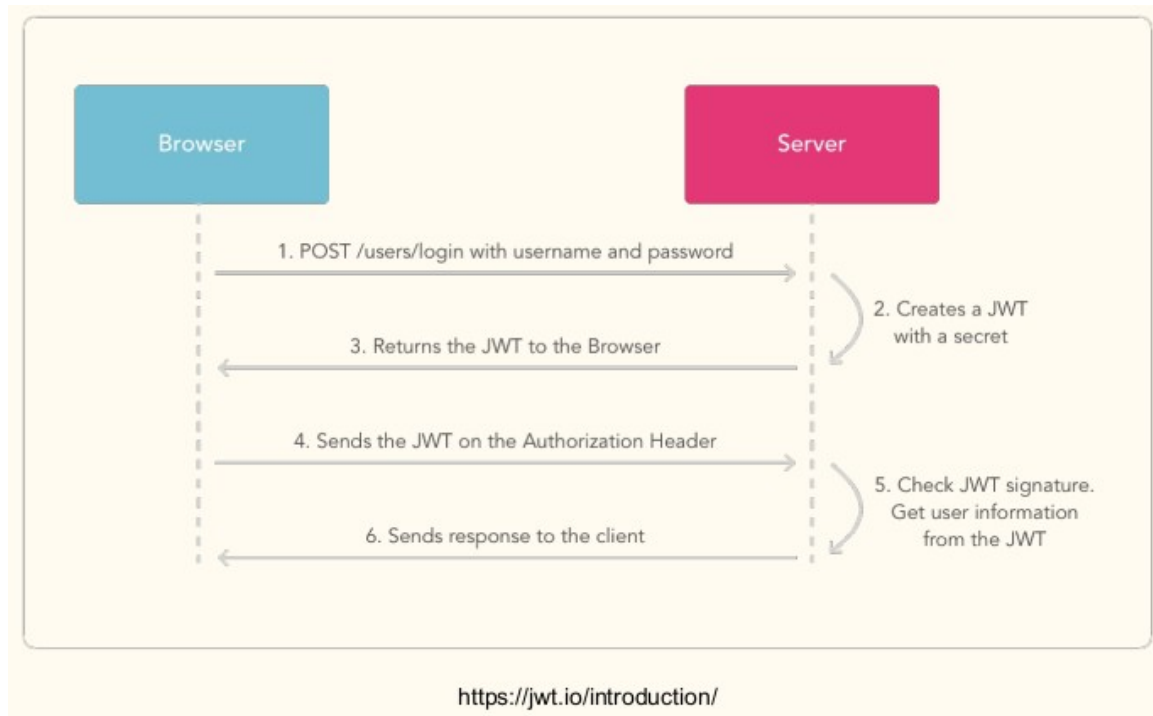 Browser
Server
1. POST /users/login with username and password
2. Creates a JWT
with a secret
3. Returns the JWT to the Browser
4. Sends the JWT on the Authorization Header
5. Check JWT signature.
Get user information
from the JWT
6. Sends response to the client
https://jwt.io/introduction/